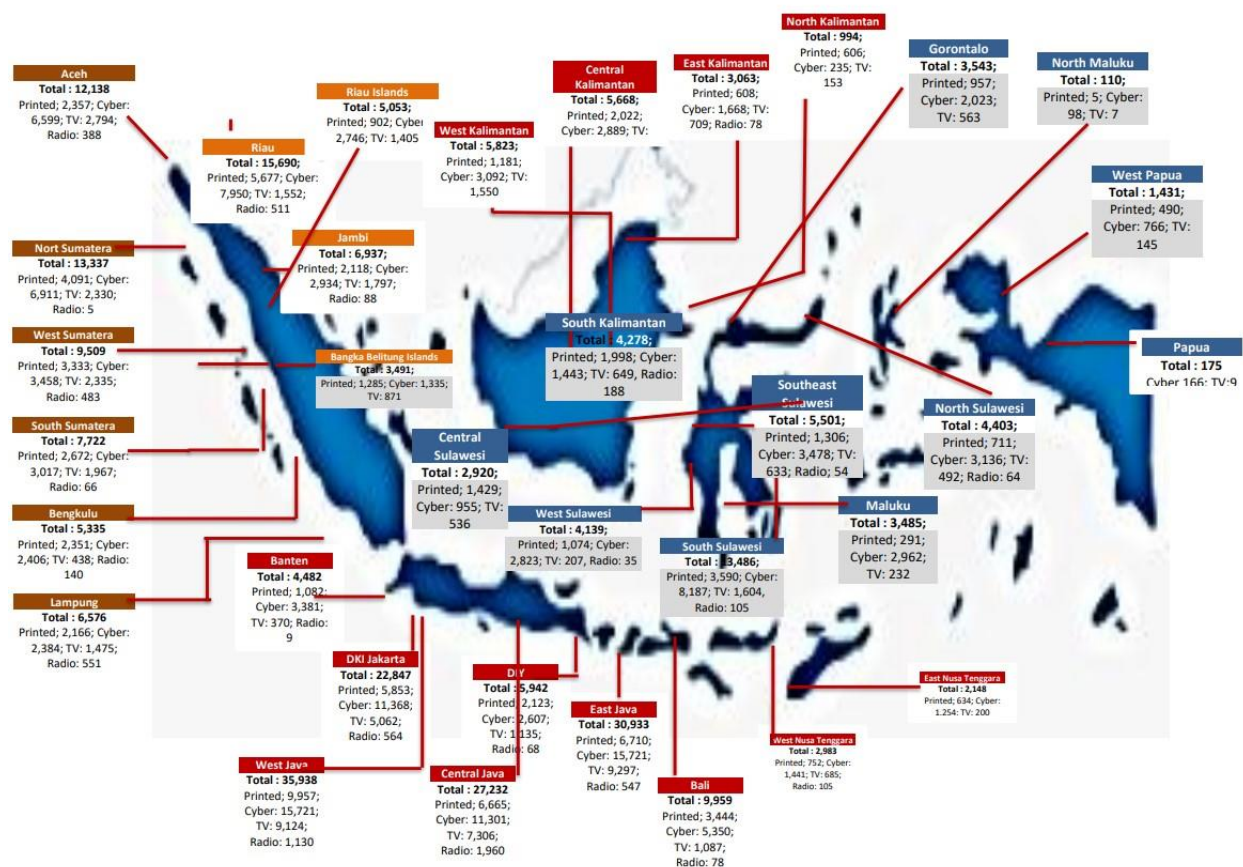 North Kalimantan
Total : 994;
Printed; 606;
Cyber: 235; TV:
153
Gorontalo
Total : 3,543;
Printed; 957;
Cyber: 2,023;
TV: 563
North Maluku
Total : 110;
Printed; 5; Cyber:
98; TV: 7
Aceh
Total : 12,138
Printed; 2,357; Cyber:
6,599; TV: 2,794;
Radio: 388
Riau Islands
Total : 5,053;
Printed; 902; Cyber
2,746; TV: 1,405
Central
Kalimantan
Total : 5,668;
Printed; 2,022;
Cyber: 2,889; TV:
East Kalimantan
Total : 3,063;
Printed; 608;
Cyber: 1,668; TV:
709; Radio: 78
West Kalimantan
Total : 5,823;
Printed; 1,181;
Cyber: 3,092; TV:
1,550
Riau
Total : 15,690;
Printed; 5,677; Cyber:
7,950; TV: 1,552;
Radio: 511
West Papua
Total : 1,431;
Printed; 490;
Cyber: 766; TV:
145
Nort Sumatera
Total : 13,337
Printed; 4,091; Cyber:
6,911; TV: 2,330;
Radio: 5
Jambi
Total : 6,937;
Printed; 2,118; Cyber:
2,934; TV: 1,797;
Radio: 88
South Kalimantan
Total : 4,278;
Printed; 1,998; Cyber:
1,443; TV: 649, Radio:
188
West Sumatera
Total : 9,509
Printed; 3,333; Cyber:
3,458; TV: 2,335;
Radio: 483
Bangka Belitung Islands
Total : 3,491;
Printed; 1,285; Cyber: 1,335;
TV: 871
Papua
Total : 175
Cyber 166; TV:9
Southeast
Sulawesi
Total : 5,501;
Printed; 1,306;
Cyber: 3,478; TV:
633; Radio; 54
North Sulawesi
Total : 4,403;
Printed; 711;
Cyber: 3,136; TV:
492; Radio: 64
South Sumatera
Total : 7,722
Printed; 2,672; Cyber:
3,017; TV: 1,967;
Radio: 66
Central
Sulawesi
Total : 2,920;
Printed; 1,429;
Cyber: 955; TV:
536
Bengkulu
Total : 5,335
Printed; 2,351; Cyber:
2,406; TV: 438; Radio:
140
West Sulawesi
Total : 4,139;
Printed; 1,074; Cyber:
2,823; TV: 207, Radio: 35
Maluku
Total : 3,485;
Printed; 291;
Cyber: 2,962;
TV: 232
South Sulawesi
Total : 13,486;
Printed; 3,590; Cyber:
8,187; TV: 1,604,
Radio: 105
Banten
Total : 4,482
Printed; 1,082;
Cyber: 3,381;
TV: 370; Radio:
9
Lampung
Total : 6,576
Printed; 2,166; Cyber:
2,384; TV: 1,475;
Radio: 551
DKI Jakarta
Total : 22,847
Printed; 5,853;
Cyber: 11,368;
TV: 5,062;
Radio: 564
DIY
Total : 5,942
Printed; 2,123;
Cyber: 2,607;
TV: 1,135;
Radio: 68
East Java
Total : 30,933
Printed; 6,710;
Cyber: 15,721;
TV: 9,297;
Radio: 547
East Nusa Tenggara
Total : 2,148
Printed; 634; Cyber:
1.254: TV: 200
West Nusa Tenggara
Total : 2,983
Printed; 752; Cyber:
1,441; TV: 685;
Radio: 105
West Java
Total : 35,938
Printed; 9,957;
Cyber: 15,721;
TV: 9,124;
Radio: 1,130
Central Java
Total : 27,232
Printed; 6,665;
Cyber: 11,301;
TV: 7,306;
Radio: 1,960
Bali
Total : 9,959
Printed; 3,444;
Cyber: 5,350;
TV: 1,087;
Radio: 78